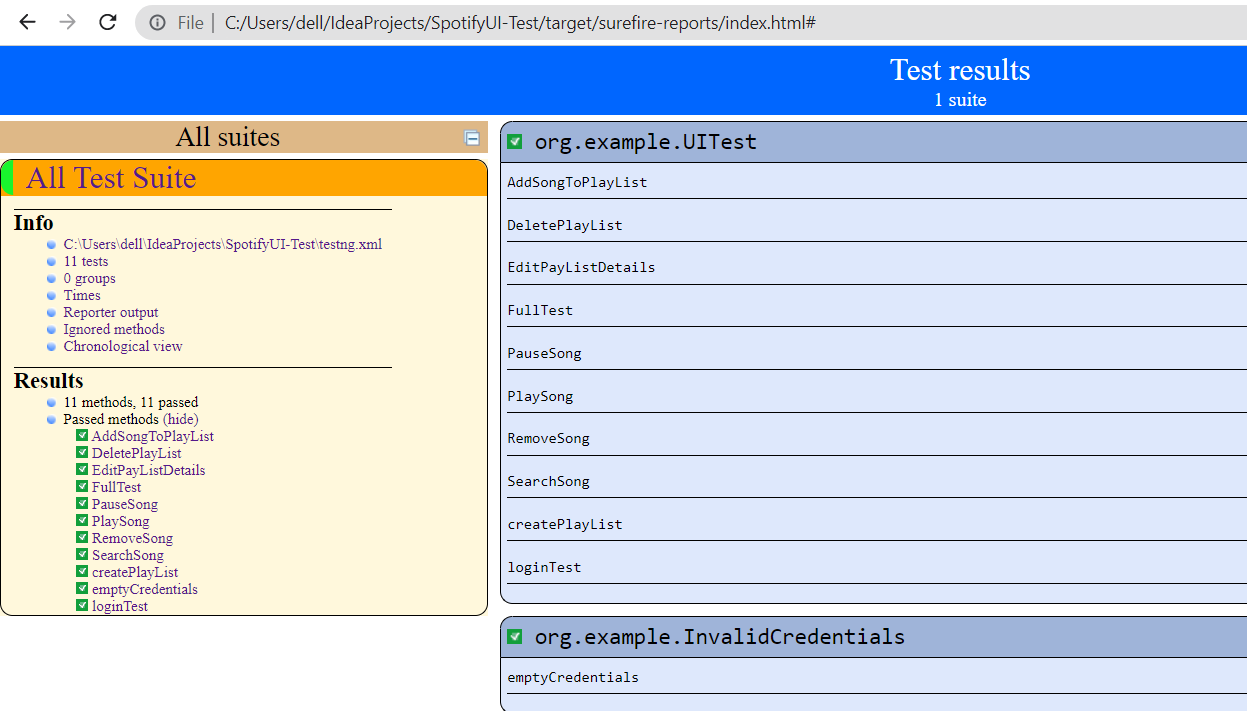 File | C:/Users/dell/IdeaProjects/SpotifyUI-Test/target/surefire-reports/index.html#
Test results
1 suite
All suites
All Test Suite
Info
C:\Users\dell\IdeaProjects\SpotifyUI-Test\testng.xml
11 tests
0 groups
Times
Reporter output
Ignored methods
Chronological view
Results
11 methods, 11 passed
Passed methods (hide)
AddSongToPlayList
DeletePlayList
EditPayListDetails
FullTest
PauseSong
PlaySong
RemoveSong
SearchSong
createPlayList
emptyCredentials
loginTest
org.example.UITest
AddSongToPlayList
DeletePlayList
EditPayListDetails
FullTest
PauseSong
PlaySong
RemoveSong
SearchSong
createPlayList
loginTest
org.example.InvalidCredentials
emptyCredentials